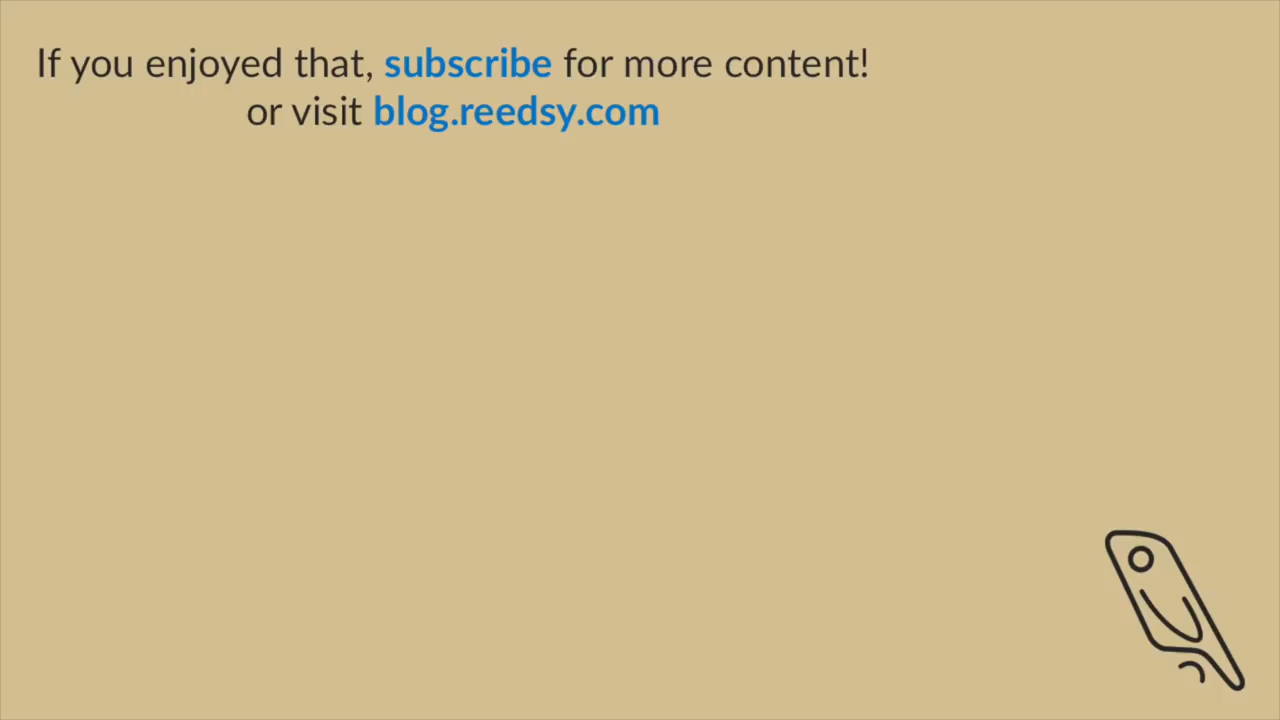 If you enjoyed that, subscribe for more content!
or visit blog.reedsy.com